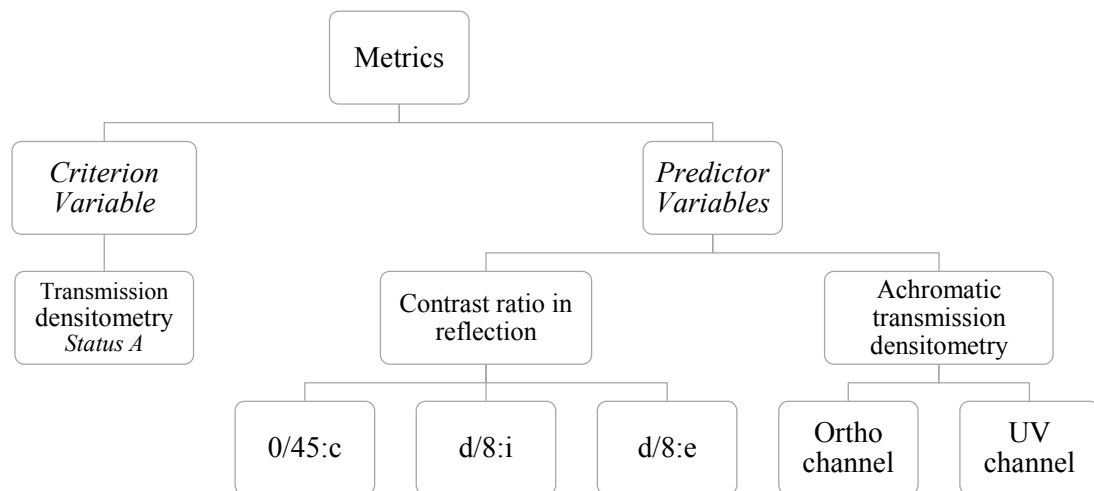 Metrics
Criterion
Variable
Predictor
Variables
Transmission
densitometry
Status A
Contrast ratio in
reflection
Achromatic
transmission
densitometry
0/45:c
d/8:i
d/8:e
Ortho
channel
UV
channel